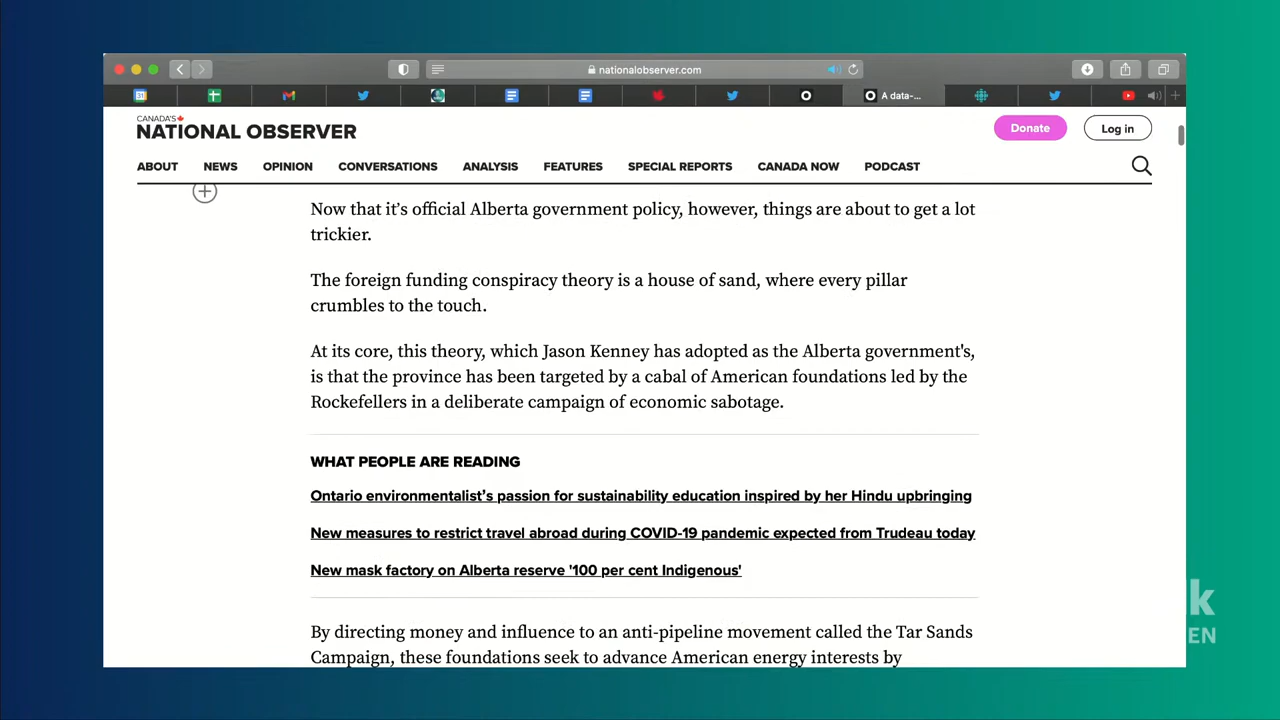 nationalobserver.com
31
A data-...
CANADA'S
NATIONAL OBSERVER
Donate
Log in
ABOUT NEWS OPINION CONVERSATIONS ANALYSIS FEATURES SPECIAL REPORTS CANADA NOW PODCAST
Now that it’s official Alberta government policy, however, things are about to get a lot
trickier.
The foreign funding conspiracy theory is a house of sand, where every pillar
crumbles to the touch.
At its core, this theory, which Jason Kenney has adopted as the Alberta government's,
is that the province has been targeted by a cabal of American foundations led by the
Rockefellers in a deliberate campaign of economic sabotage.
WHAT PEOPLE ARE READING
Ontario environmentalist’s passion for sustainability education inspired by her Hindu upbringing
New measures to restrict travel abroad during COVID-19 pandemic expected from Trudeau today
New mask factory on Alberta reserve '100 per cent Indigenous'
By directing money and influence to an anti-pipeline movement called the Tar Sands
Campaign, these foundations seek to advance American energy interests by
k
EN